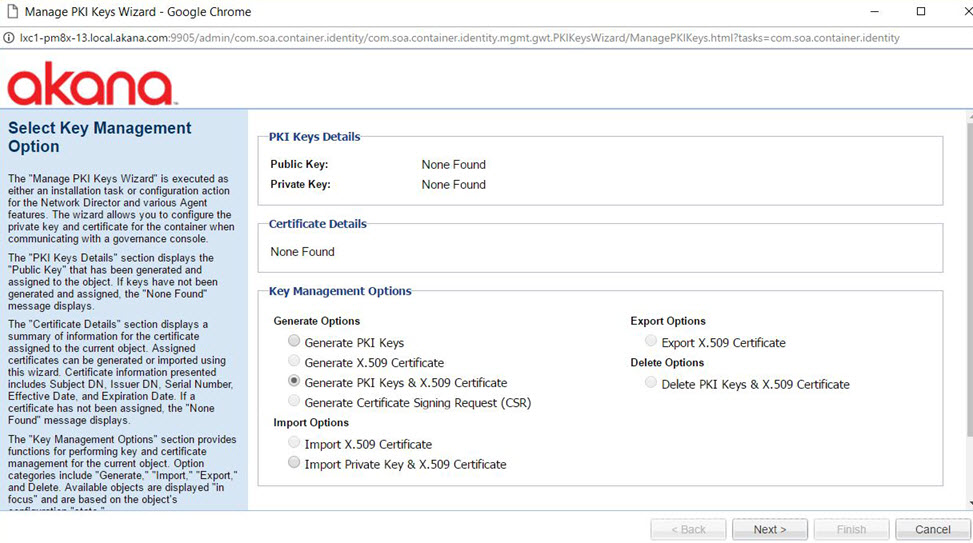 Manage PKI Keys Wizard - Google Chrome
lxc1-pm8x-13.local.akana.com:9905/admin/com.soa.container.identity/com.soa.container.identity.mgmt.gwt.PKIKeysWizard/ManagePKIKeys.html?tasks=com.soa.container.identity
akana
Select Key Management
Option
The "Manage PKI Keys Wizard" is executed as
either an installation task or configuration action
for the Network Director and various Agent
features. The wizard allows you to configure the
private key and certificate for the container when
communicating with a governance console.
The "PKI Keys Details" section displays the
"Public Key" that has been generated and
assigned to the object. If keys have not been
generated and assigned, the "None Found"
message displays.
The "Certificate Details" section displays a
summary of information for the certificate
assigned to the current object. Assigned
certificates can be generated or imported using
this wizard. Certificate information presented
includes Subject DN, Issuer DN, Serial Number,
Effective Date, and Expiration Date. If a
certificate has not been assigned, the "None
Found" message displays.
The "Key Management Options" section provides
functions for performing key and certificate
management for the current object. Option
categories include "Generate," "Import," "Export,"
and Delete. Available objects are displayed "in
focus" and are based on the object's
configuration "state."
PKI Keys Details
Public Key: None Found
Private Key: None Found
Certificate Details
None Found
Key Management Options
Generate Options
Generate PKI Keys
Generate X.509 Certificate
Generate PKI Keys & X.509 Certificate
Generate Certificate Signing Request (CSR)
Import Options
Import X.509 Certificate
Import Private Key & X.509 Certificate
Export Options
Export X.509 Certificate
Delete Options
Delete PKI Keys & X.509 Certificate
< Back
Next >
Finish
Cancel